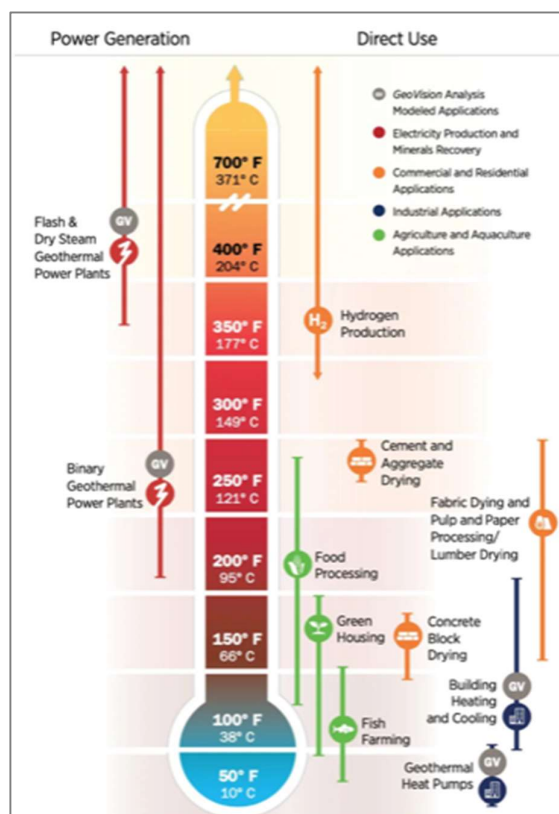 Power Generation
Direct Use
GeoVision Analysis
Modeled Applications
Electricity Production and
Minerals Recovery
Commercial and Residential
Applications
Industrial Applications
Agriculture and Aquaculture
Applications
700° F
371° C
GV
Flash &
Dry Steam
Geothermal
Power Plants
400° F
204° C
350° F
177° C
H₂
Hydrogen
Production
300° F
149° C
Cement and
Aggregate
Drying
GV
Binary
Geothermal
Power Plants
250° F
121° C
Fabric Dying and
Pulp and Paper
Processing/
Lumber Drying
200° F
95° C
Food
Processing
150° F
66° C
Green
Housing
Concrete
Block
Drying
Building
Heating
and Cooling
GV
100° F
38° C
Fish
Farming
50° F
10° C
Geothermal
Heat Pumps
GV